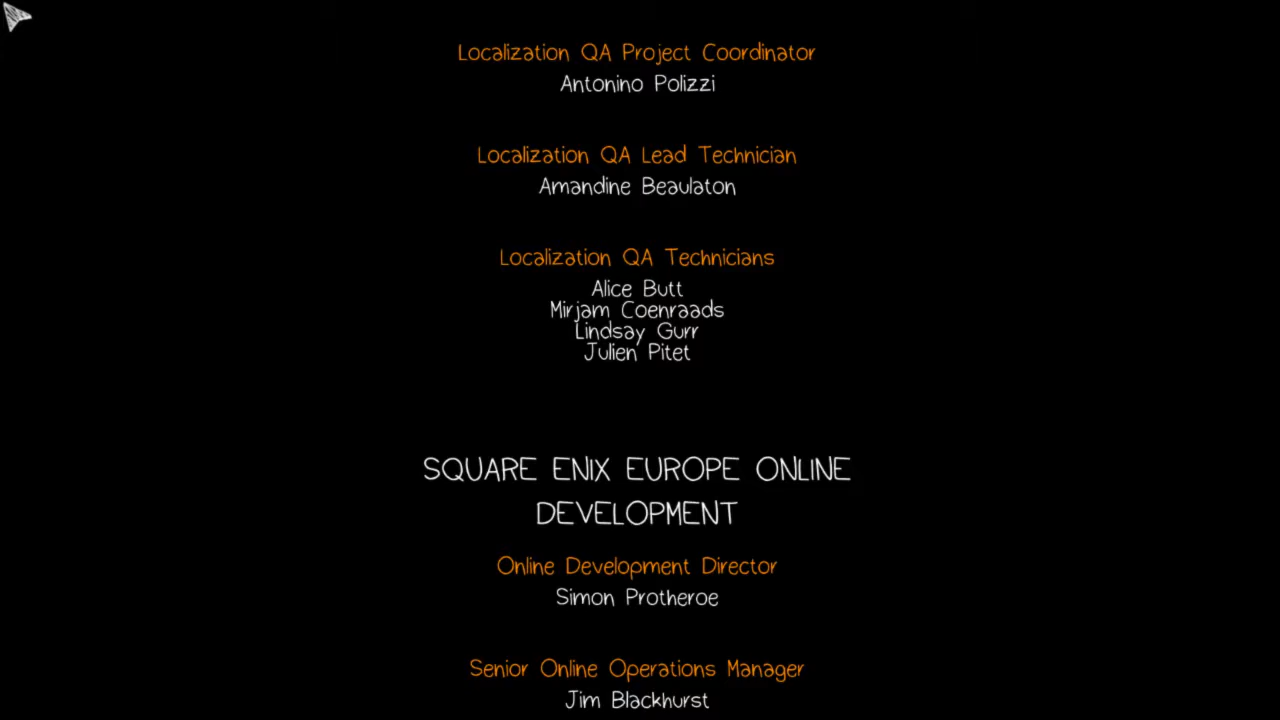 Localization QA Project Coordinator
Antonino Polizzi
Localization QA Lead Technician
Amandine Beaulaton
Localization QA Technicians
Alice Butt
Mirjam Coenraads
Lindsay Gurr
Julien Pitet
SQUARE ENIX EUROPE ONLINE
DEVELOPMENT
Online Development Director
Simon Protheroe
Senior Online Operations Manager
Jim Blackhurst